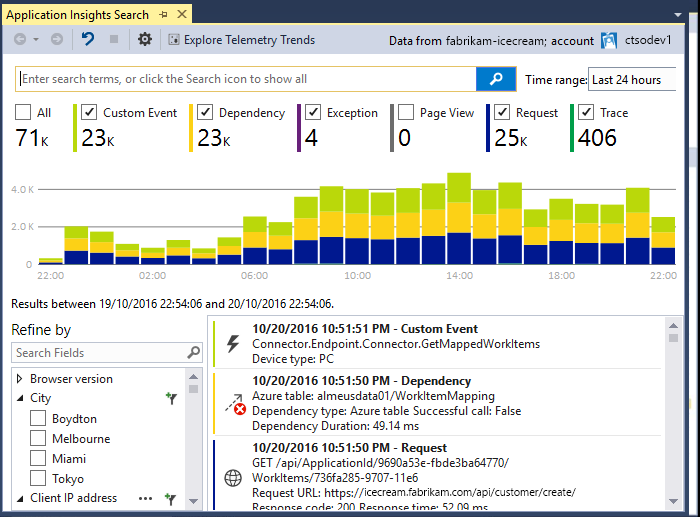 Application Insights Search
Explore Telemetry Trends
Data from fabrikam-icecream; account ctsodev1
Enter search terms, or click the Search icon to show all
Time range: Last 24 hours
All Custom Event Dependency Exception Page View Request Trace
71K 23K 23K 4 0 25K 406
4.0 K
2.0 K
0
22:00 02:00 06:00 10:00 14:00 18:00 22:00
Results between 19/10/2016 22:54:06 and 20/10/2016 22:54:06.
Refine by
Search Fields
Browser version
City
Boydton
Melbourne
Miami
Tokyo
Client IP address
10/20/2016 10:51:51 PM - Custom Event
Connector.Endpoint.Connector.GetMappedWorkItems
Device type: PC
10/20/2016 10:51:50 PM - Dependency
Azure table: almeusdata01/WorkItemMapping
Dependency type: Azure table Successful call: False
Dependency Duration: 49.14 ms
10/20/2016 10:51:50 PM - Request
GET /api/ApplicationId/9690a53e-fbde3ba64770/
WorkItems/736fa285-9707-11e6
Request URL: https://icecream.fabrikam.com/api/customer/create/
Response code: 200 Response time: 52.09 ms